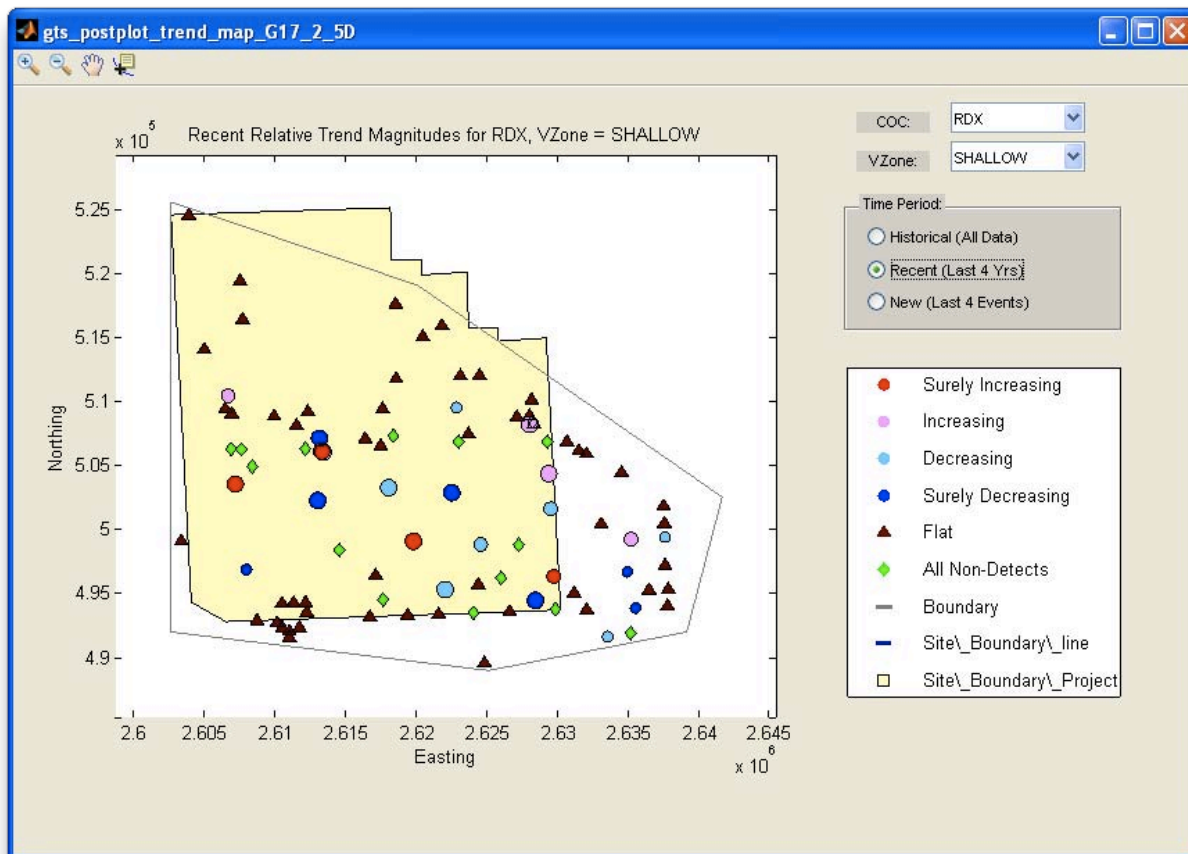 gts_postplot_trend_map_G17_2_5D
Recent Relative Trend Magnitudes for RDX, VZone = SHALLOW
x 10^5
5.25
5.2
5.15
5.1
5.05
5
4.95
4.9
Northing
2.6
2.605
2.61
2.615
2.62
2.625
2.63
2.635
2.64
2.645
Easting
x 10^6
COC:
RDX
VZone:
SHALLOW
Time Period:
Historical (All Data)
Recent (Last 4 Yrs)
New (Last 4 Events)
Surely Increasing
Increasing
Decreasing
Surely Decreasing
Flat
All Non-Detects
Boundary
Site\_Boundary\_line
Site\_Boundary\_Project